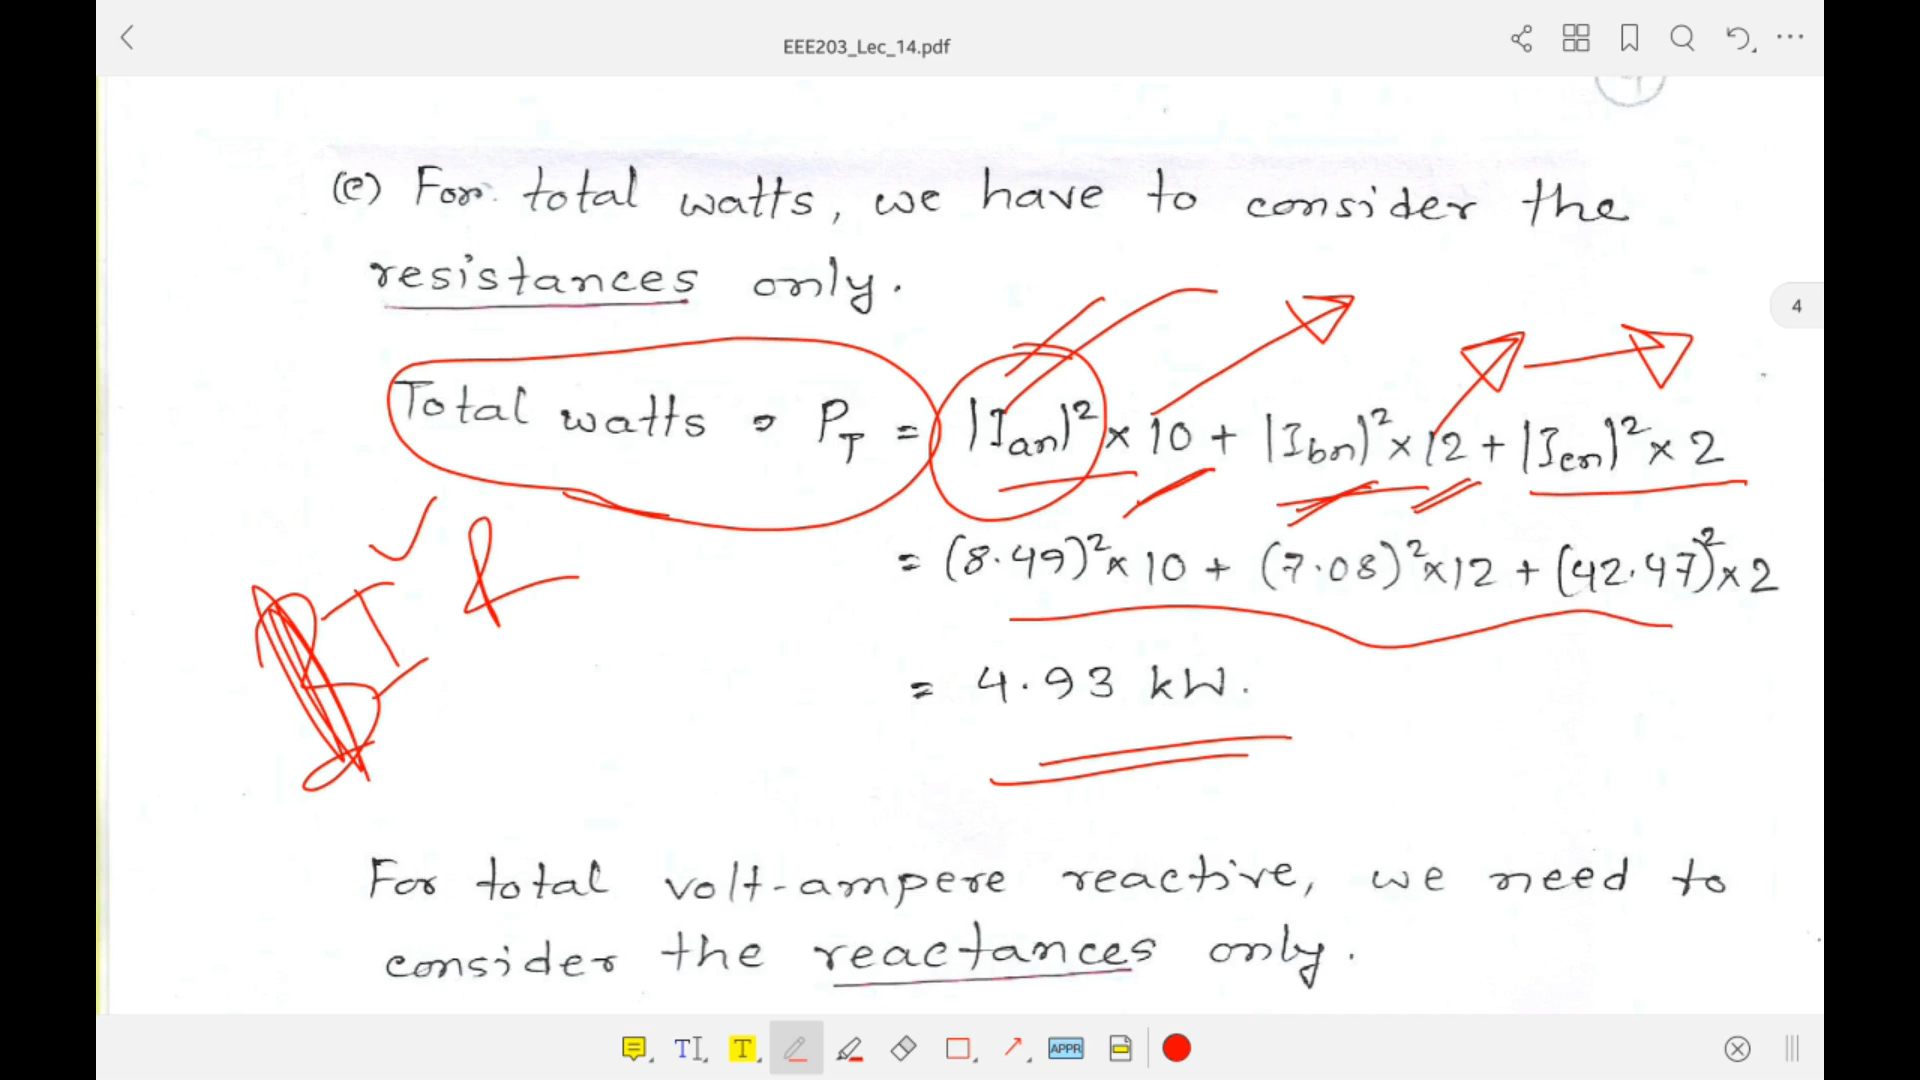 EEE203_Lec_14.pdf
(e) For total watts, we have to consider the
resistances only.
4
Total watts = P_T = |I_an|² × 10 + |I_bn|² × 12 + |I_cn|² × 2
= (8.49)² × 10 + (7.08)² × 12 + (42.47)² × 2
= 4.93 kW.
For total volt-ampere reactive, we need to
consider the reactances only.
TI T APPR